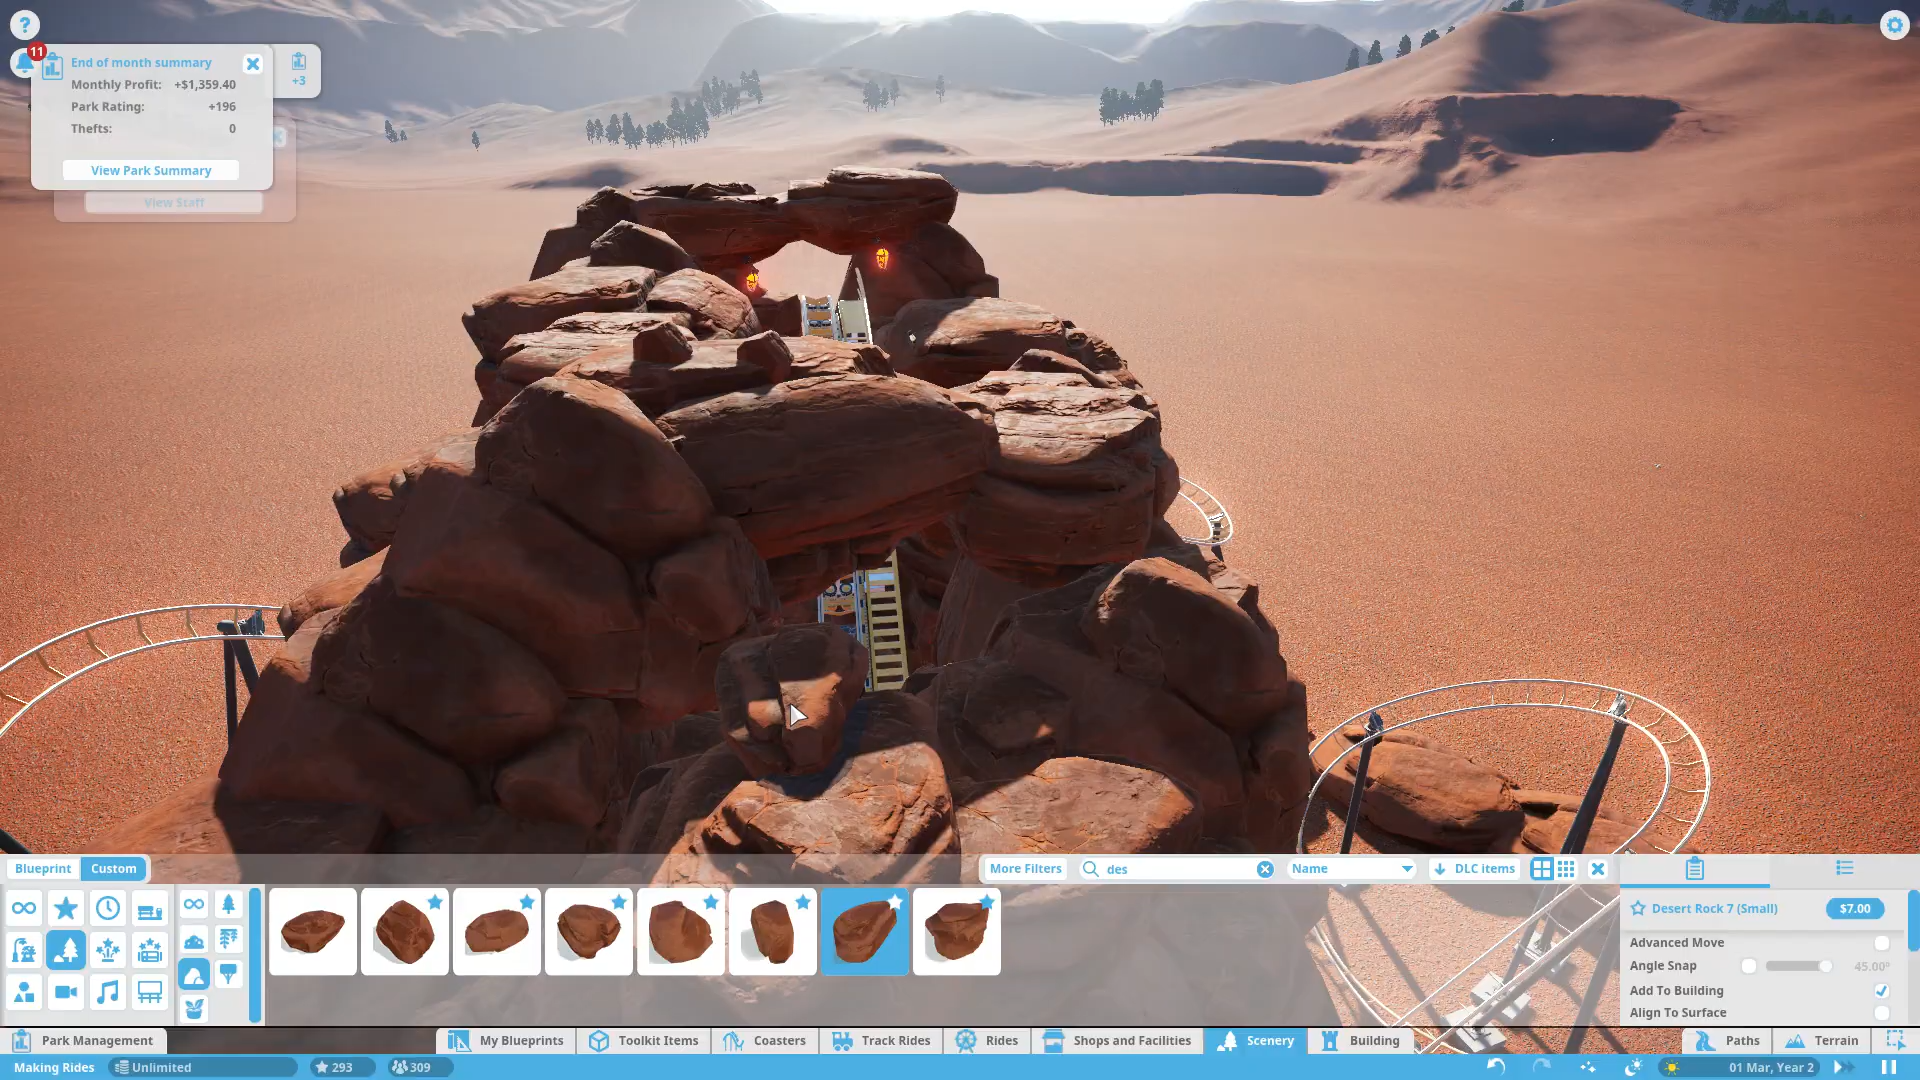 ?
11
End of month summary
Monthly Profit: +$1,359.40
Park Rating: +196
Thefts: 0
View Park Summary
+3
View Staff
Blueprint
Custom
More Filters
des
Name
DLC items
Desert Rock 7 (Small)
$7.00
Advanced Move
Angle Snap
45.00°
Add To Building
Align To Surface
Park Management
My Blueprints
Toolkit Items
Coasters
Track Rides
Rides
Shops and Facilities
Scenery
Building
Paths
Terrain
Making Rides
Unlimited
293
309
01 Mar, Year 2